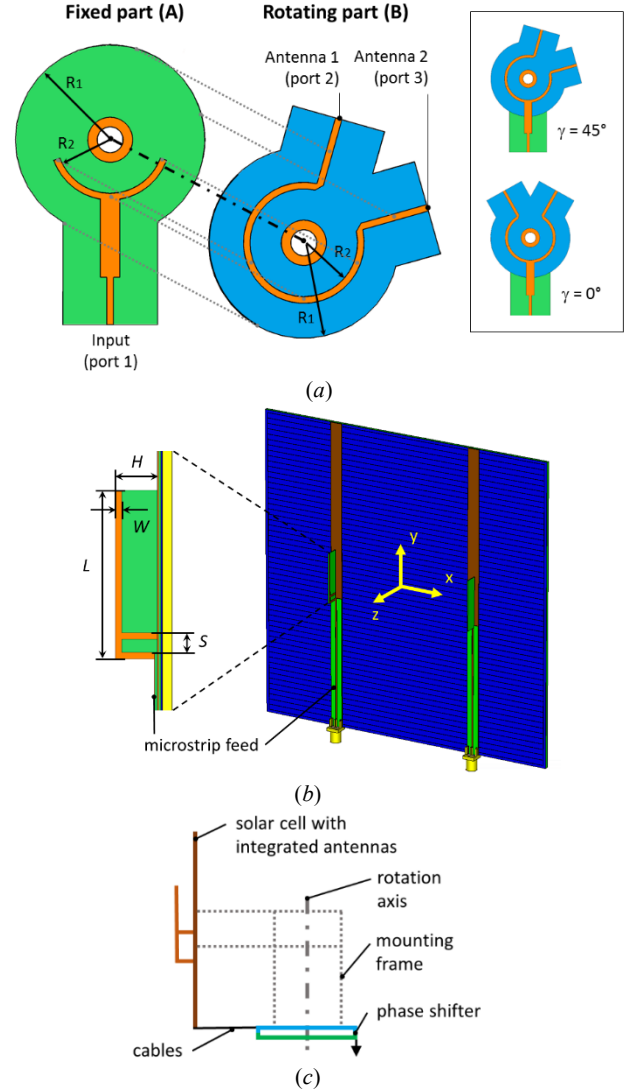 Fixed part (A)
Rotating part (B)
Antenna 1
(port 2)
Antenna 2
(port 3)
R1
R2
R2
R1
Input
(port 1)
γ = 45°
γ = 0°
(a)
H
W
L
S
y
x
z
microstrip feed
(b)
solar cell with
integrated antennas
rotation
axis
mounting
frame
phase shifter
cables
(c)